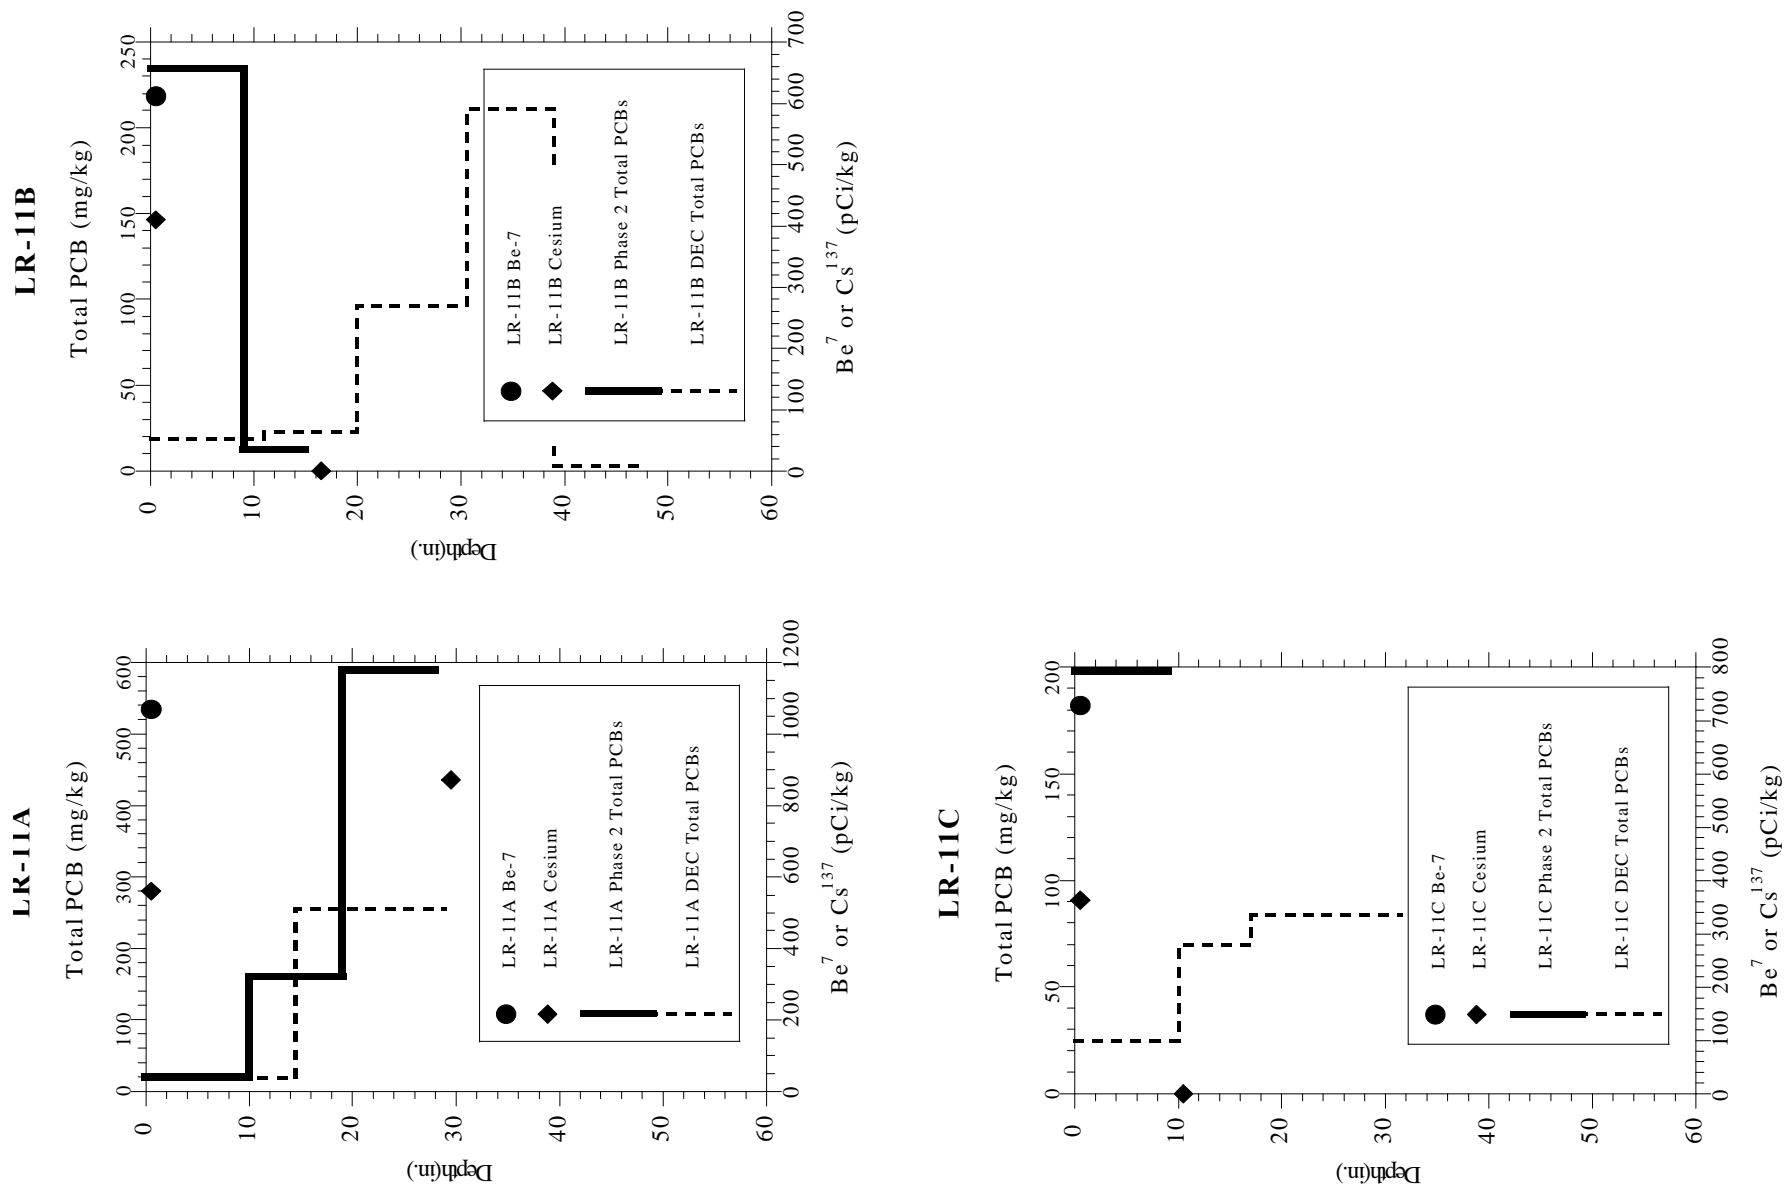 LR-11A
Total PCB (mg/kg)
0 100 200 300 400 500 600
0
10
20
30
40
50
60
Depth(in.)
LR-11A Be-7
LR-11A Cesium
LR-11A Phase 2 Total PCBs
LR-11A DEC Total PCBs
0 200 400 600 800 1000 1200
Be7 or Cs137 (pCi/kg)
LR-11B
Total PCB (mg/kg)
0 50 100 150 200 250
0
10
20
30
40
50
60
Depth(in.)
LR-11B Be-7
LR-11B Cesium
LR-11B Phase 2 Total PCBs
LR-11B DEC Total PCBs
0 100 200 300 400 500 600 700
Be7 or Cs137 (pCi/kg)
LR-11C
Total PCB (mg/kg)
0 50 100 150 200
0
10
20
30
40
50
60
Depth(in.)
LR-11C Be-7
LR-11C Cesium
LR-11C Phase 2 Total PCBs
LR-11C DEC Total PCBs
0 100 200 300 400 500 600 700 800
Be7 or Cs137 (pCi/kg)